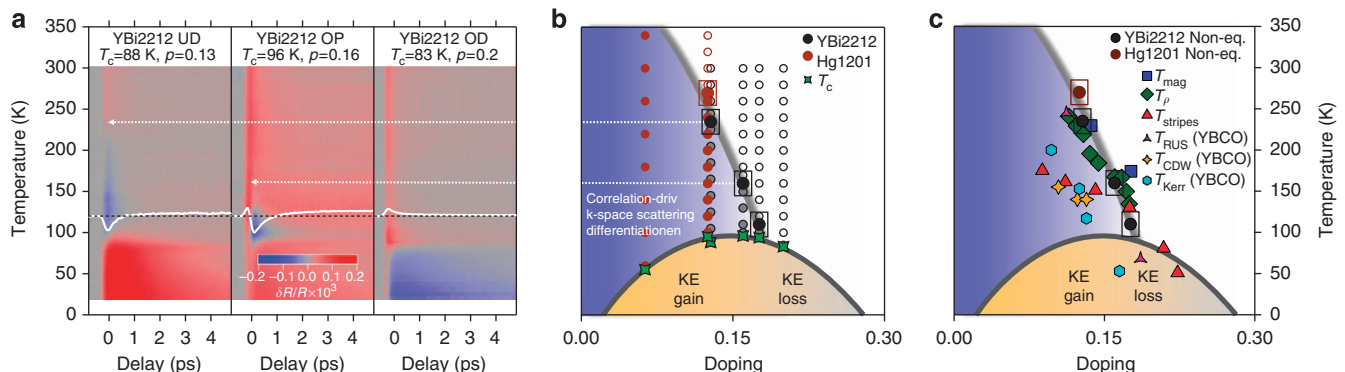 a
YBi2212 UD
Tc=88 K, p=0.13
YBi2212 OP
Tc=96 K, p=0.16
YBi2212 OD
Tc=83 K, p=0.2
350
300
250
200
150
100
50
0
Temperature (K)
−0.2 −0.1 0.0 0.1 0.2
δR/R×10³
0 1 2 3 4
0 1 2 3 4
0 1 2 3 4
Delay (ps)
Delay (ps)
Delay (ps)
b
YBi2212
Hg1201
Tc
Correlation-driv
k-space scattering
differentiationen
KE
gain
KE
loss
0.00
0.15
0.30
Doping
c
YBi2212 Non-eq.
Hg1201 Non-eq.
Tmag
Tρ
Tstripes
TRUS (YBCO)
TCDW (YBCO)
TKerr (YBCO)
KE
gain
KE
loss
0.00
0.15
0.30
Doping
350
300
250
200
150
100
50
0
Temperature (K)